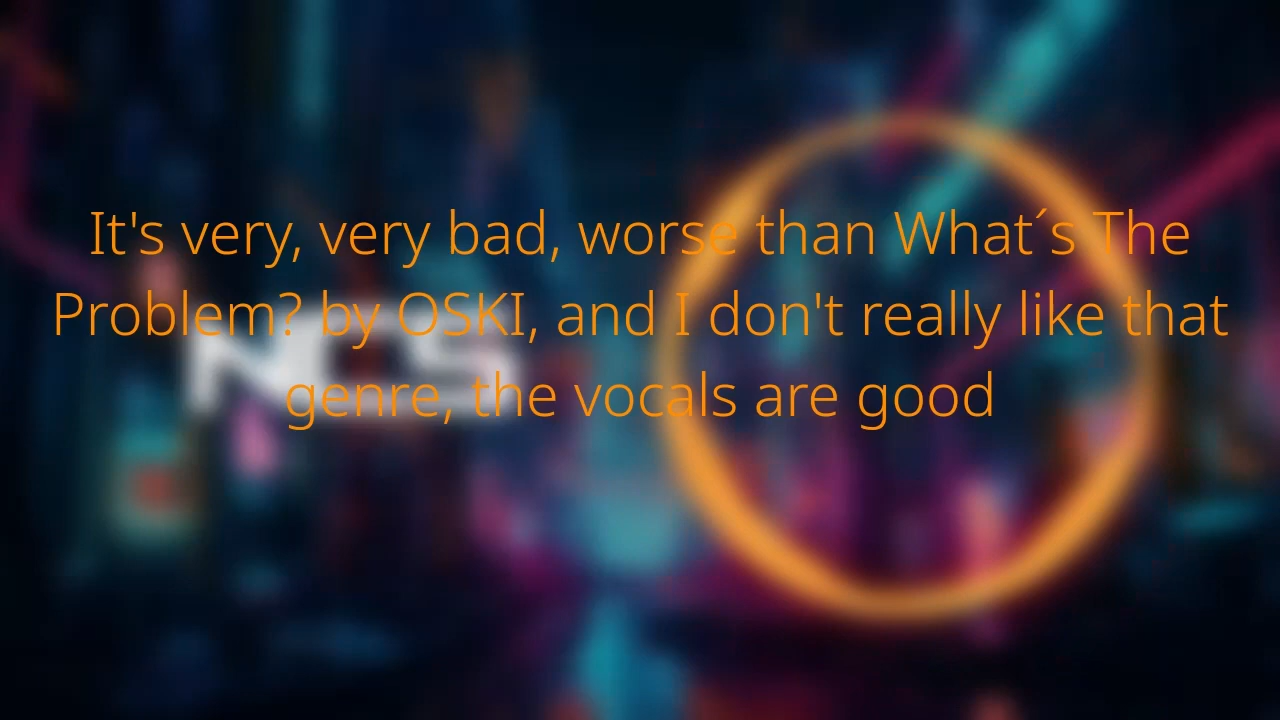 It's very, very bad, worse than What´s The
Problem? by OSKI, and I don't really like that
genre, the vocals are good
NCS